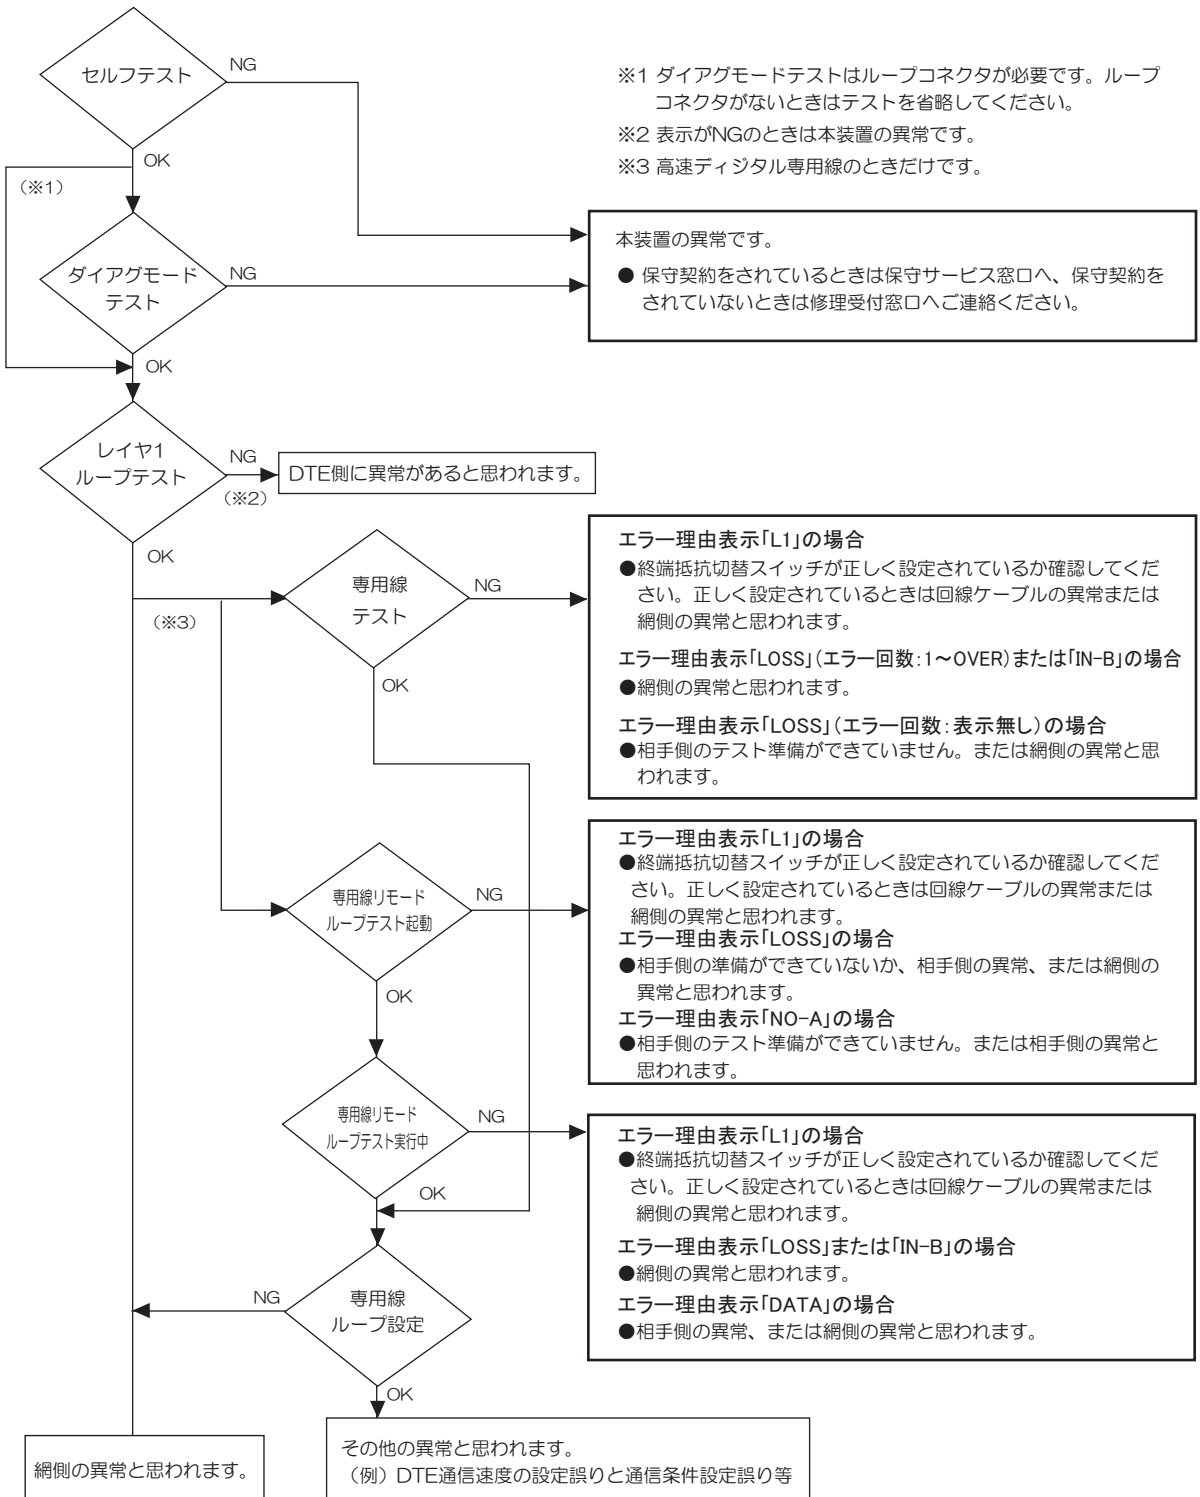 セルフテスト
NG
OK
(※1)
※1 ダイアグモードテストはループコネクタが必要です。ループ
コネクタがないときはテストを省略してください。
※2 表示がNGのときは本装置の異常です。
※3 高速ディジタル専用線のときだけです。
ダイアグモード
テスト
NG
OK
本装置の異常です。
● 保守契約をされているときは保守サービス窓口へ、保守契約を
されていないときは修理受付窓口へご連絡ください。
レイヤ1
ループテスト
NG
(※2)
OK
DTE側に異常があると思われます。
(※3)
専用線
テスト
NG
OK
エラー理由表示「L1」の場合
●終端抵抗切替スイッチが正しく設定されているか確認してくだ
さい。正しく設定されているときは回線ケーブルの異常または
網側の異常と思われます。
エラー理由表示「LOSS」(エラー回数:1〜OVER)または「IN-B」の場合
●網側の異常と思われます。
エラー理由表示「LOSS」(エラー回数:表示無し)の場合
●相手側のテスト準備ができていません。または網側の異常と思
われます。
専用線リモート
ループテスト起動
NG
OK
エラー理由表示「L1」の場合
●終端抵抗切替スイッチが正しく設定されているか確認してくだ
さい。正しく設定されているときは回線ケーブルの異常または
網側の異常と思われます。
エラー理由表示「LOSS」の場合
●相手側の準備ができていないか、相手側の異常、または網側の
異常と思われます。
エラー理由表示「NO-A」の場合
●相手側のテスト準備ができていません。または相手側の異常と
思われます。
専用線リモート
ループテスト実行中
NG
OK
エラー理由表示「L1」の場合
●終端抵抗切替スイッチが正しく設定されているか確認してくだ
さい。正しく設定されているときは回線ケーブルの異常または
網側の異常と思われます。
エラー理由表示「LOSS」または「IN-B」の場合
●網側の異常と思われます。
エラー理由表示「DATA」の場合
●相手側の異常、または網側の異常と思われます。
専用線
ループ設定
NG
OK
網側の異常と思われます。
その他の異常と思われます。
(例)DTE通信速度の設定誤りと通信条件設定誤り等